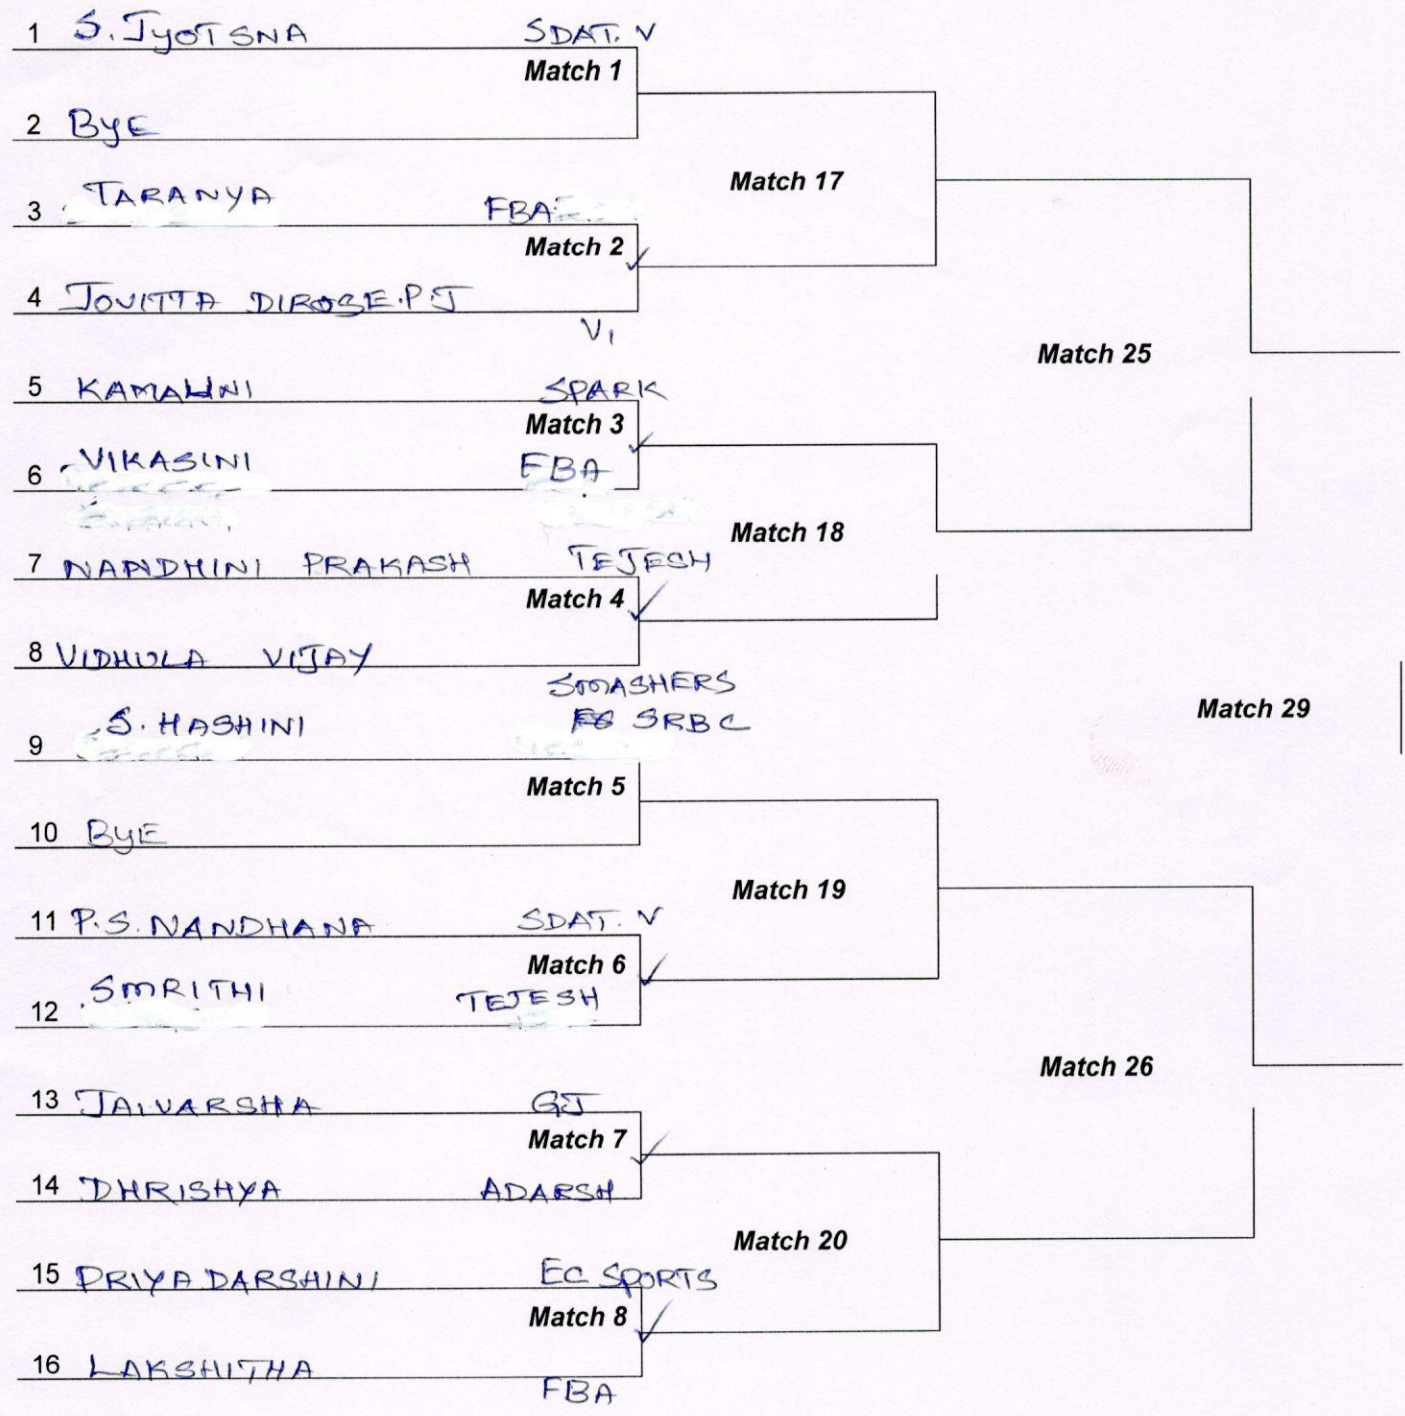 1 S. JYOTSNA SDAT. V
Match 1
2 BYE
Match 17
TARANYA
3 FBA
Match 2
4 JOVITTA DIROSE.P.J
V1
Match 25
5 KAMALINI SPARK
Match 3
VIKASINI FBA
6
Match 18
7 NANDHINI PRAKASH TEJESH
Match 4
8 VIDHULA VIJAY
SMASHERS
S. HASHINI SRBC
9
Match 29
Match 5
10 BYE
Match 19
11 P.S. NANDHANA SDAT. V
Match 6
SMRITHI TEJESH
12
Match 26
13 JAIVARSHA GJ
Match 7
14 DHRISHYA ADARSH
Match 20
15 PRIYA DARSHINI EC SPORTS
Match 8
16 LAKSHITHA
FBA